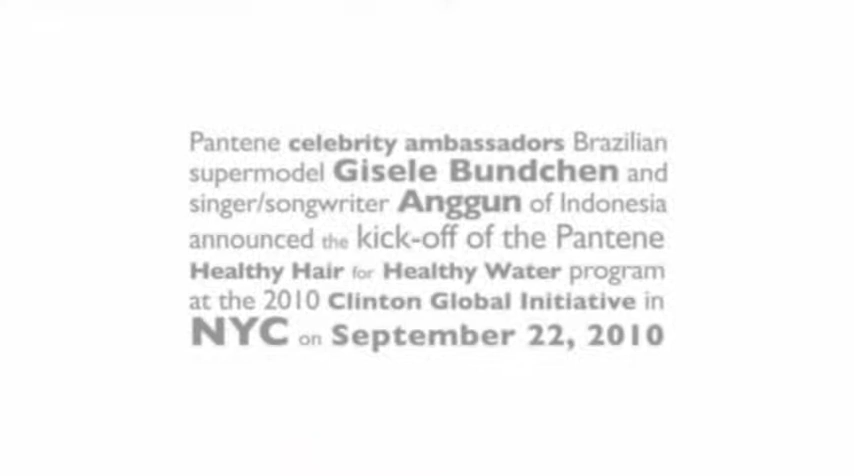 Pantene celebrity ambassadors Brazilian
supermodel Gisele Bundchen and
singer/songwriter Anggun of Indonesia
announced the kick-off of the Pantene
Healthy Hair for Healthy Water program
at the 2010 Clinton Global Initiative in
NYC on September 22, 2010